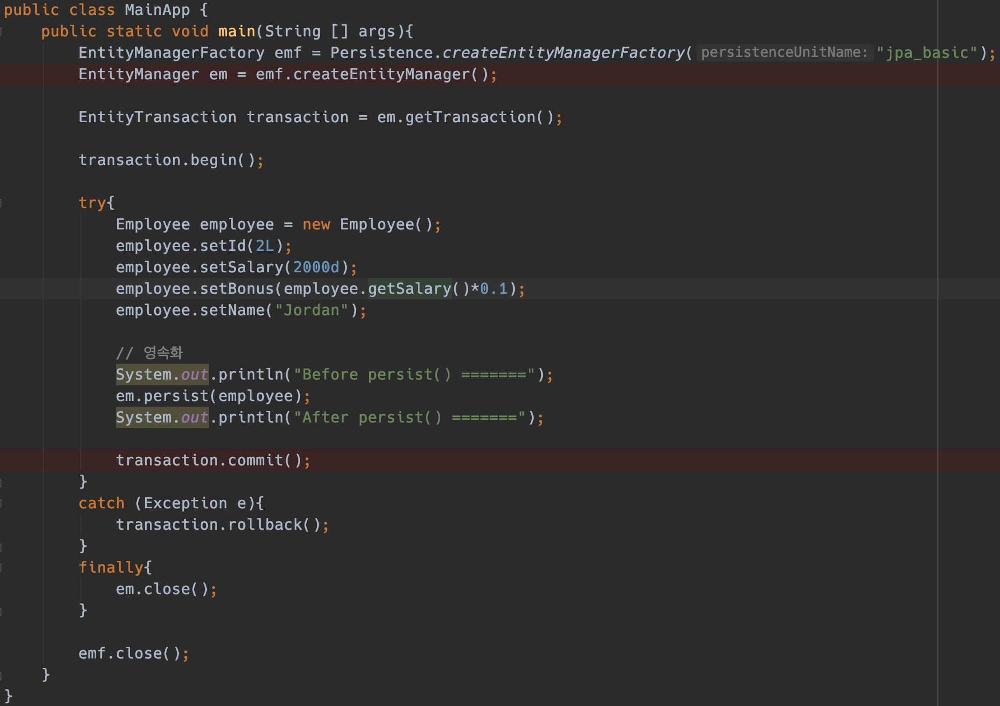 public class MainApp {
public static void main(String [] args){
EntityManagerFactory emf = Persistence.createEntityManagerFactory( persistenceUnitName: "jpa_basic");
EntityManager em = emf.createEntityManager();
EntityTransaction transaction = em.getTransaction();
transaction.begin();
try{
Employee employee = new Employee();
employee.setId(2L);
employee.setSalary(2000d);
employee.setBonus(employee.getSalary()*0.1);
employee.setName("Jordan");
// 영속화
System.out.println("Before persist() =======");
em.persist(employee);
System.out.println("After persist() =======");
transaction.commit();
}
catch (Exception e){
transaction.rollback();
}
finally{
em.close();
}
emf.close();
}
}